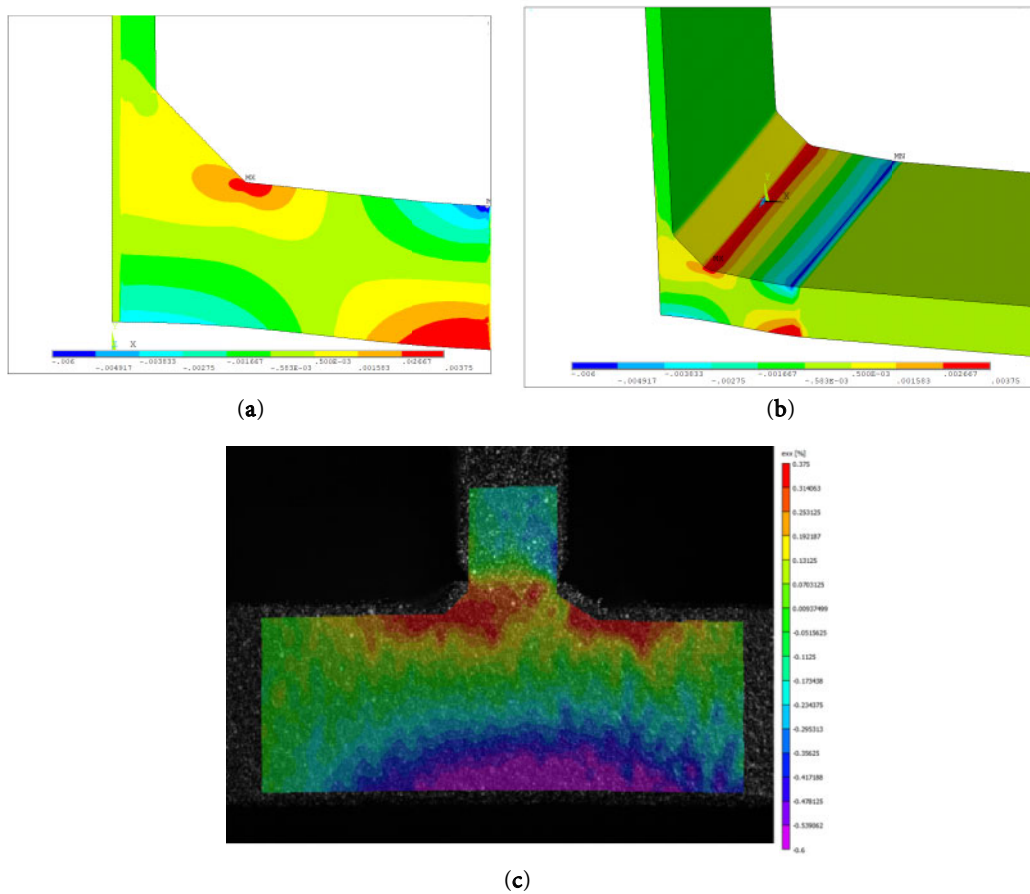 MX
M
Y
Z X
-.006 -.003833 -.001667 .500E-03 .002667
-.004917 -.00275 -.583E-03 .001583 .00375
(a)
MN
Y
X
MX
-.006 -.003833 -.001667 .500E-03 .002667
-.004917 -.00275 -.583E-03 .001583 .00375
(b)
exx [%]
0.375
0.314063
0.253125
0.192187
0.13125
0.0703125
0.00937499
-0.0515625
-0.1125
-0.173438
-0.234375
-0.295313
-0.35625
-0.417188
-0.478125
-0.539062
-0.6
(c)